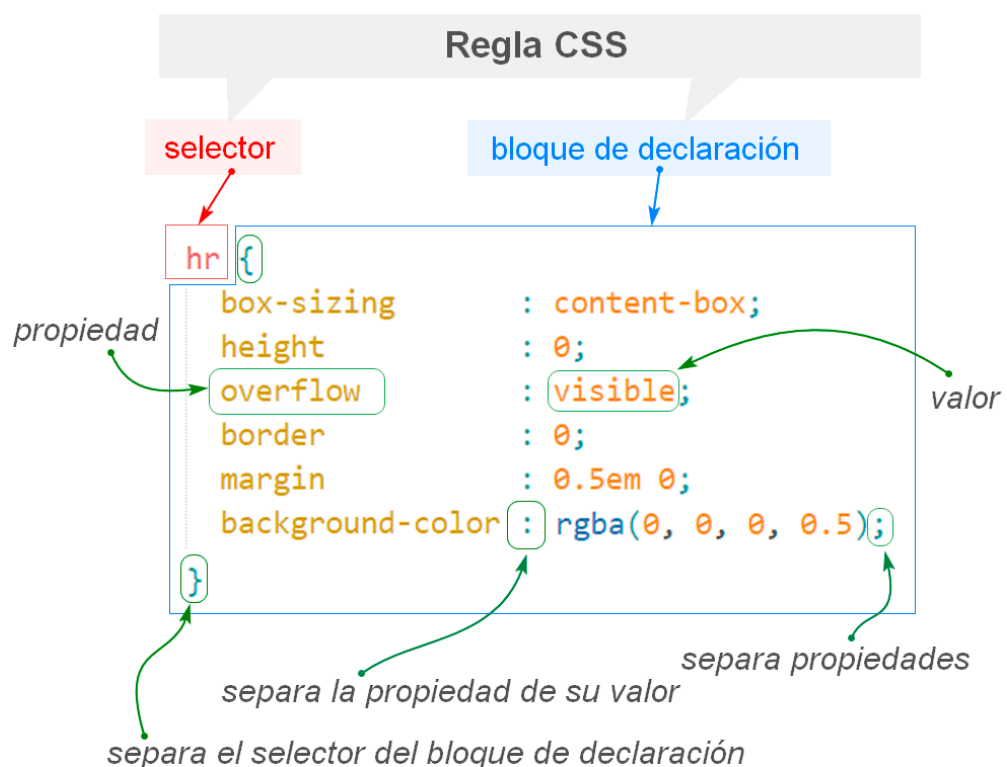 Regla CSS
selector
bloque de declaración
hr {
box-sizing : content-box;
propiedad
height : 0;
overflow : visible;
valor
border : 0;
margin : 0.5em 0;
background-color : rgba(0, 0, 0, 0.5);
}
separa propiedades
separa la propiedad de su valor
separa el selector del bloque de declaración